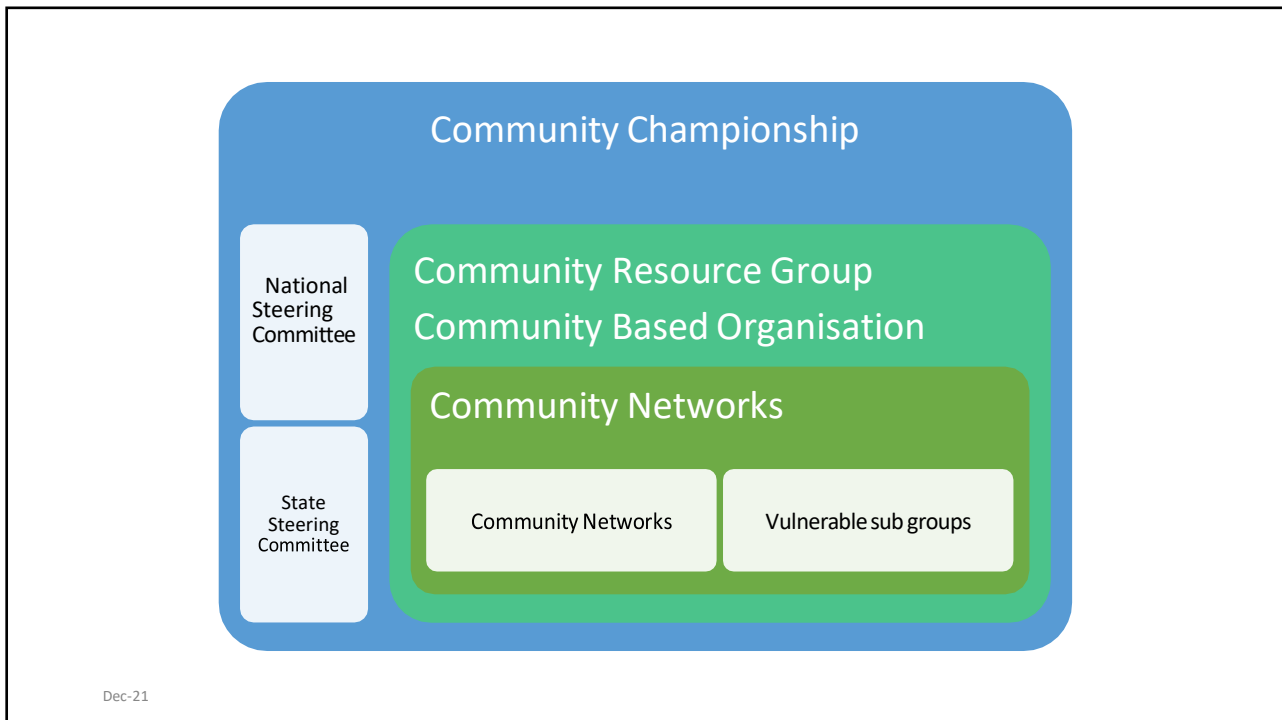 Community Championship
National
Steering
Committee
State
Steering
Committee
Community Resource Group
Community Based Organisation
Community Networks
Community Networks
Vulnerable sub groups
Dec-21